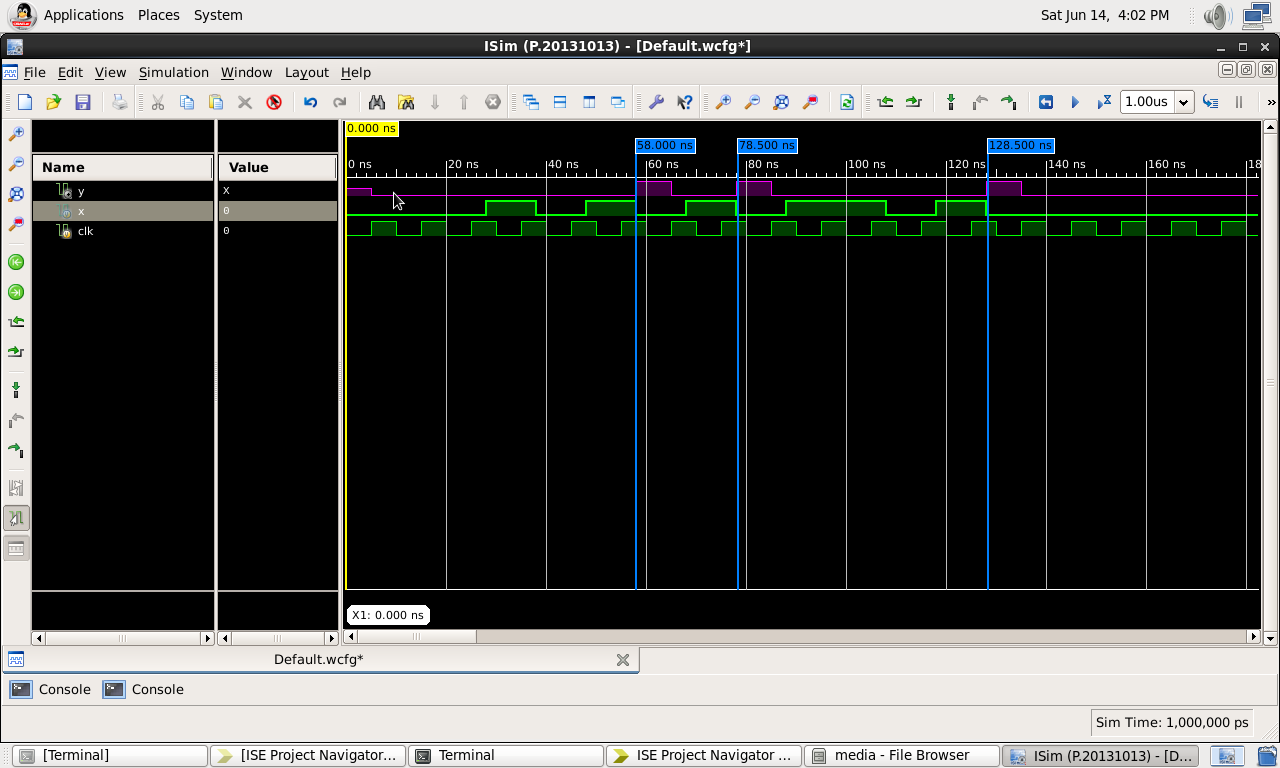 Applications Places System Sat Jun 14, 4:02 PM
ISim (P.20131013) - [Default.wcfg*]
File Edit View Simulation Window Layout Help
1.00us
»
0.000 ns
58.000 ns 78.500 ns 128.500 ns
Name Value
0 ns 20 ns 40 ns 60 ns 80 ns 100 ns 120 ns 140 ns 160 ns 18
y X
x 0
clk 0
X1: 0.000 ns
Default.wcfg*
Console Console
Sim Time: 1,000,000 ps
[Terminal] [ISE Project Navigator... Terminal ISE Project Navigator ... media - File Browser ISim (P.20131013) - [D...